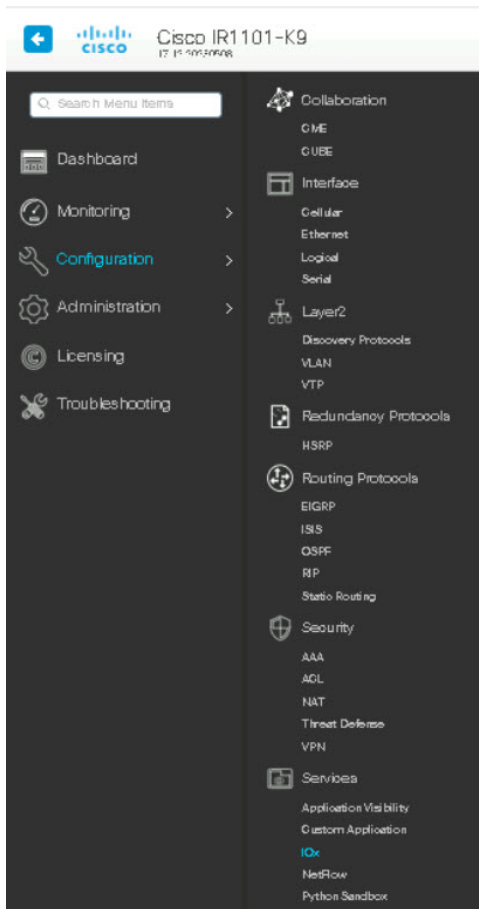 CISCO
Cisco IR1101-K9
Search Menu Items
Dashboard
Monitoring
Configuration
Administration
Licensing
Troubleshooting
Collaboration
CME
CUBE
Interface
Cellular
Ethernet
Logical
Serial
Layer2
Discovery Protocols
VLAN
VTP
Redundancy Protocols
HSRP
Routing Protocols
EIGRP
ISIS
OSPF
RIP
Static Routing
Security
AAA
ACL
NAT
Threat Defense
VPN
Services
Application Visibility
Custom Application
IOx
NetFlow
Python Sandbox